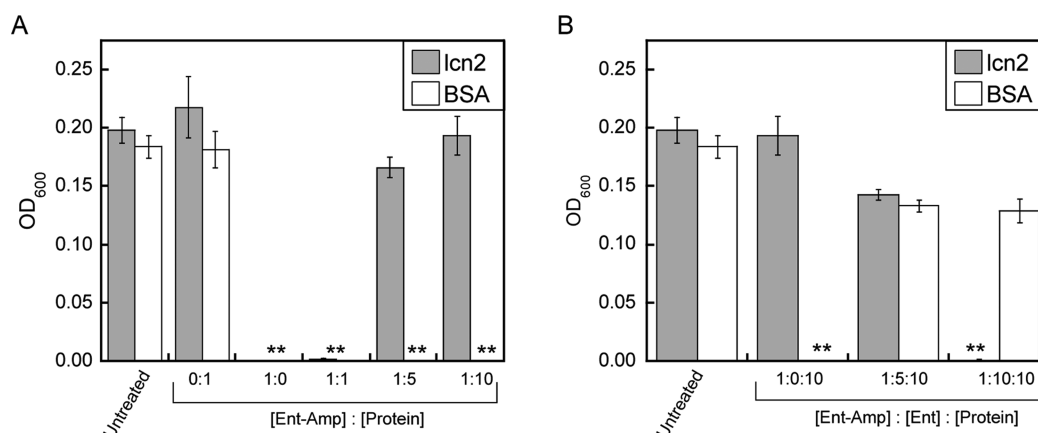 A
lcn2
BSA
0.25
0.20
0.15
0.10
0.05
0.00
OD600
**
**
**
**
Untreated
0:1
1:0
1:1
1:5
1:10
[Ent-Amp] : [Protein]
B
lcn2
BSA
0.25
0.20
0.15
0.10
0.05
0.00
OD600
**
**
Untreated
1:0:10
1:5:10
1:10:10
[Ent-Amp] : [Ent] : [Protein]